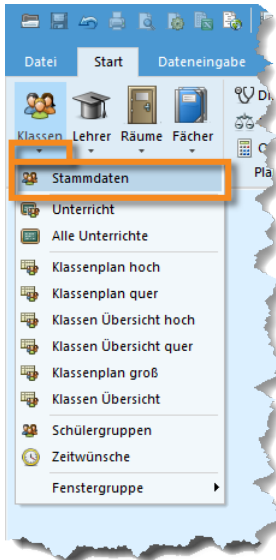 Datei Start Dateneingabe
Klassen Lehrer Räume Fächer
Stammdaten
Unterricht
Alle Unterrichte
Klassenplan hoch
Klassenplan quer
Klassen Übersicht hoch
Klassen Übersicht quer
Klassenplan groß
Klassen Übersicht
Schülergruppen
Zeitwünsche
Fenstergruppe